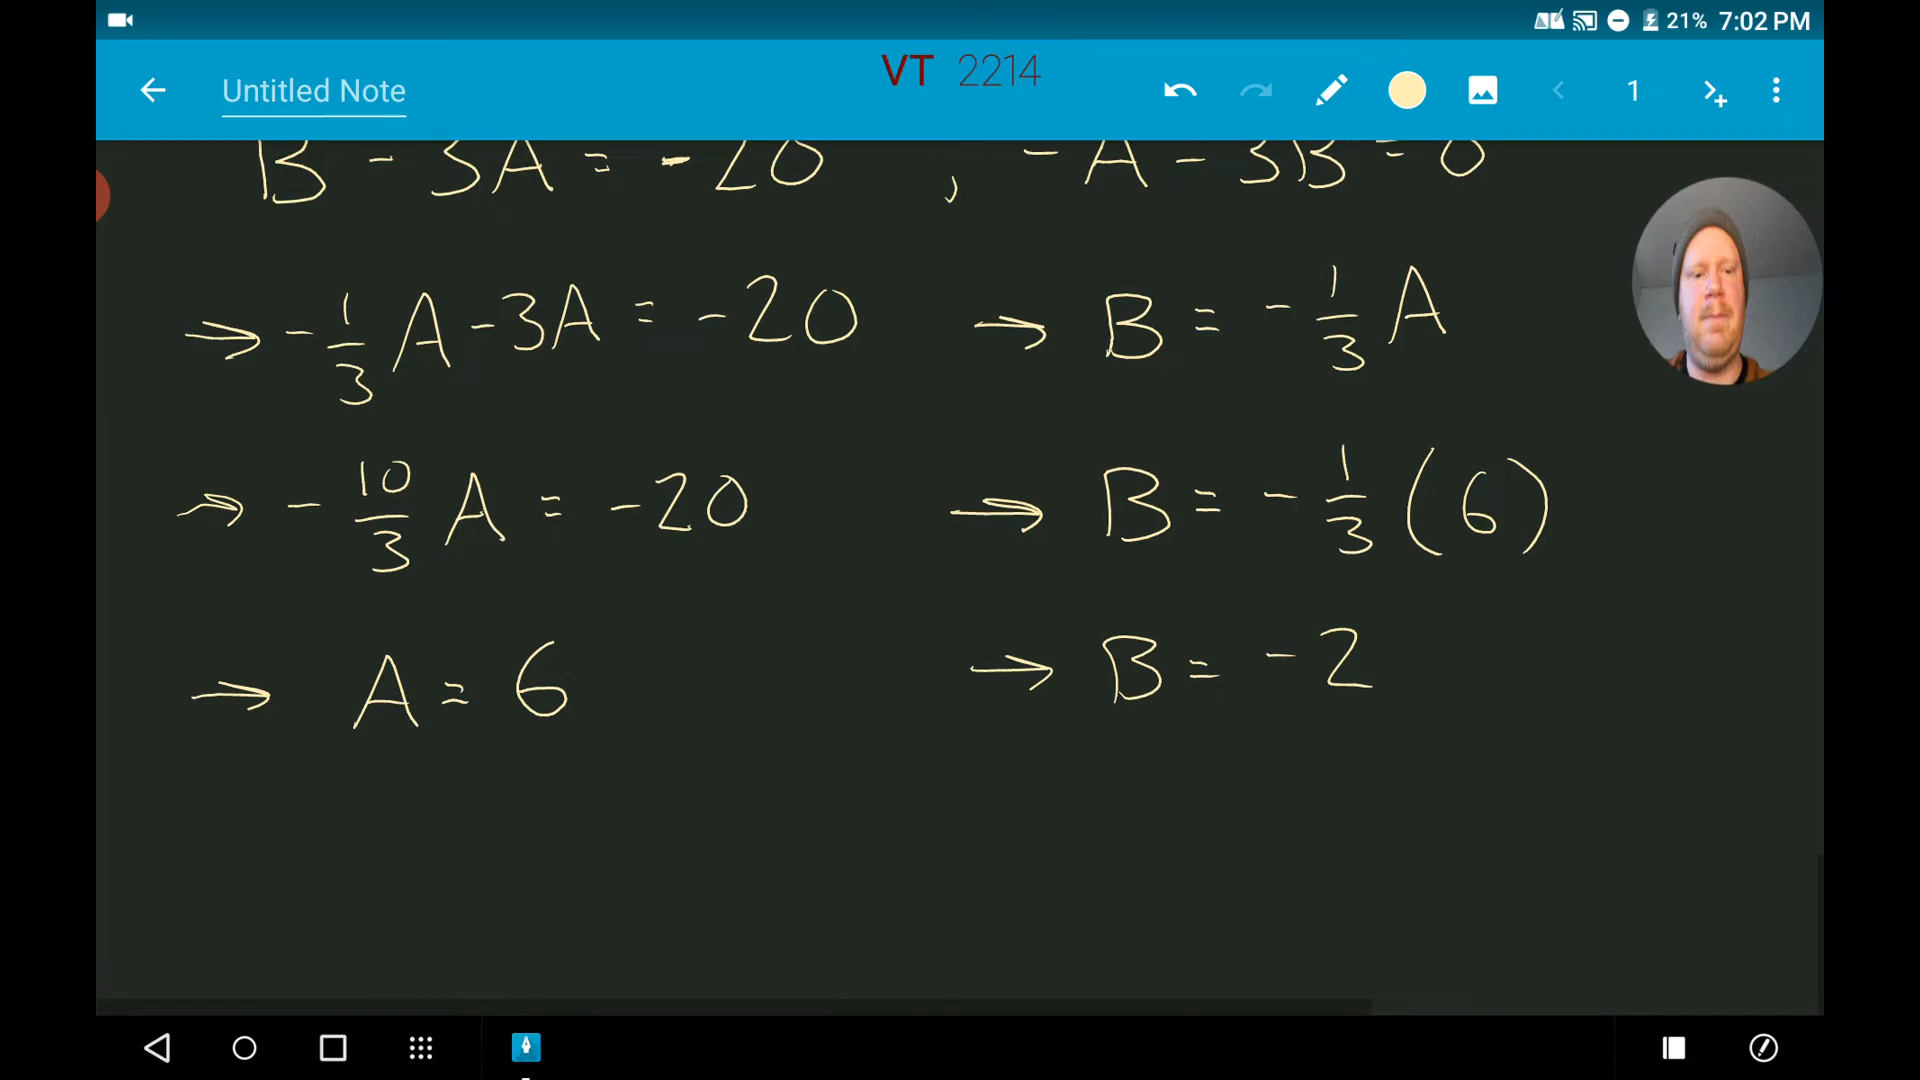 21% 7:02 PM
Untitled Note
VT 2214
1
B - 3A = -20 , -A - 3B = 0
→ -1/3 A - 3A = -20 → B = -1/3 A
→ -10/3 A = -20 → B = -1/3 (6)
→ A = 6 → B = -2